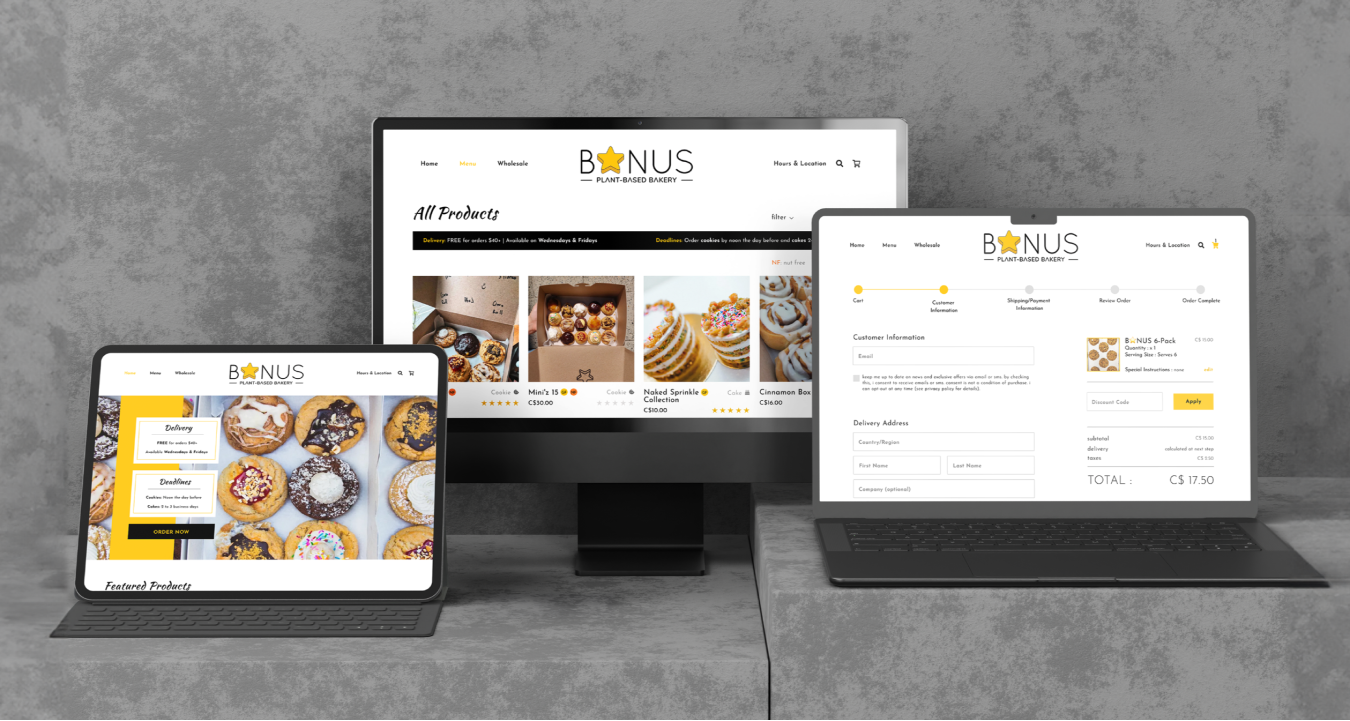 Home Menu Wholesale
B NUS
PLANT-BASED BAKERY
Hours & Location
All Products
filter
Delivery: FREE for orders $40+ | Available on Wednesdays & Fridays
Deadlines: Order cookies by noon the day before and cakes 2
NF: nut free
Cookie
Mini'z 15
Cookie
C$30.00
Naked Sprinkle
Collection
Cake
C$10.00
Cinnamon Box
C$16.00
Home Menu Wholesale
B NUS
PLANT-BASED BAKERY
Hours & Location
1
Cart
Customer
Information
Shipping/Payment
Information
Review Order
Order Complete
Customer Information
Email
keep me up to date on news and exclusive offers via email or sms. by checking
this, i consent to receive emails or sms. consent is not a condition of purchase. i
can opt out at any time (see privacy policy for details).
Delivery Address
Country/Region
First Name
Last Name
Company (optional)
B NUS 6-Pack
C$ 15.00
Quantity : x 1
Serving Size : Serves 6
Special Instructions : none
edit
Discount Code
Apply
subtotal
C$ 15.00
delivery
calculated at next step
taxes
C$ 2.50
TOTAL :
C$ 17.50
Home Menu Wholesale
B NUS
PLANT-BASED BAKERY
Hours & Location
Delivery
FREE for orders $40+
Available Wednesdays & Fridays
Deadlines
Cookies: Noon the day before
Cakes: 2 to 3 business days
ORDER NOW
Featured Products